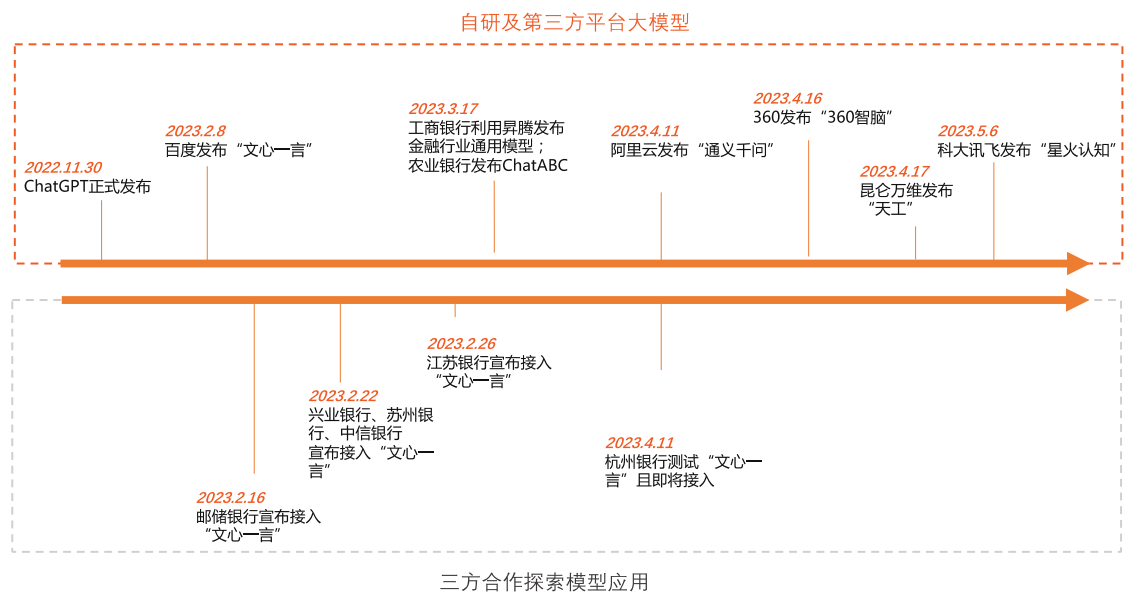 自研及第三方平台大模型
2022.11.30
ChatGPT正式发布
2023.2.8
百度发布“文心一言”
2023.3.17
工商银行利用昇腾发布
金融行业通用模型；
农业银行发布ChatABC
2023.4.11
阿里云发布“通义千问”
2023.4.16
360发布“360智脑”
2023.4.17
昆仑万维发布
“天工”
2023.5.6
科大讯飞发布“星火认知”
2023.2.16
邮储银行宣布接入
“文心一言”
2023.2.22
兴业银行、苏州银
行、中信银行
宣布接入“文心一
言”
2023.2.26
江苏银行宣布接入
“文心一言”
2023.4.11
杭州银行测试“文心一
言”且即将接入
三方合作探索模型应用